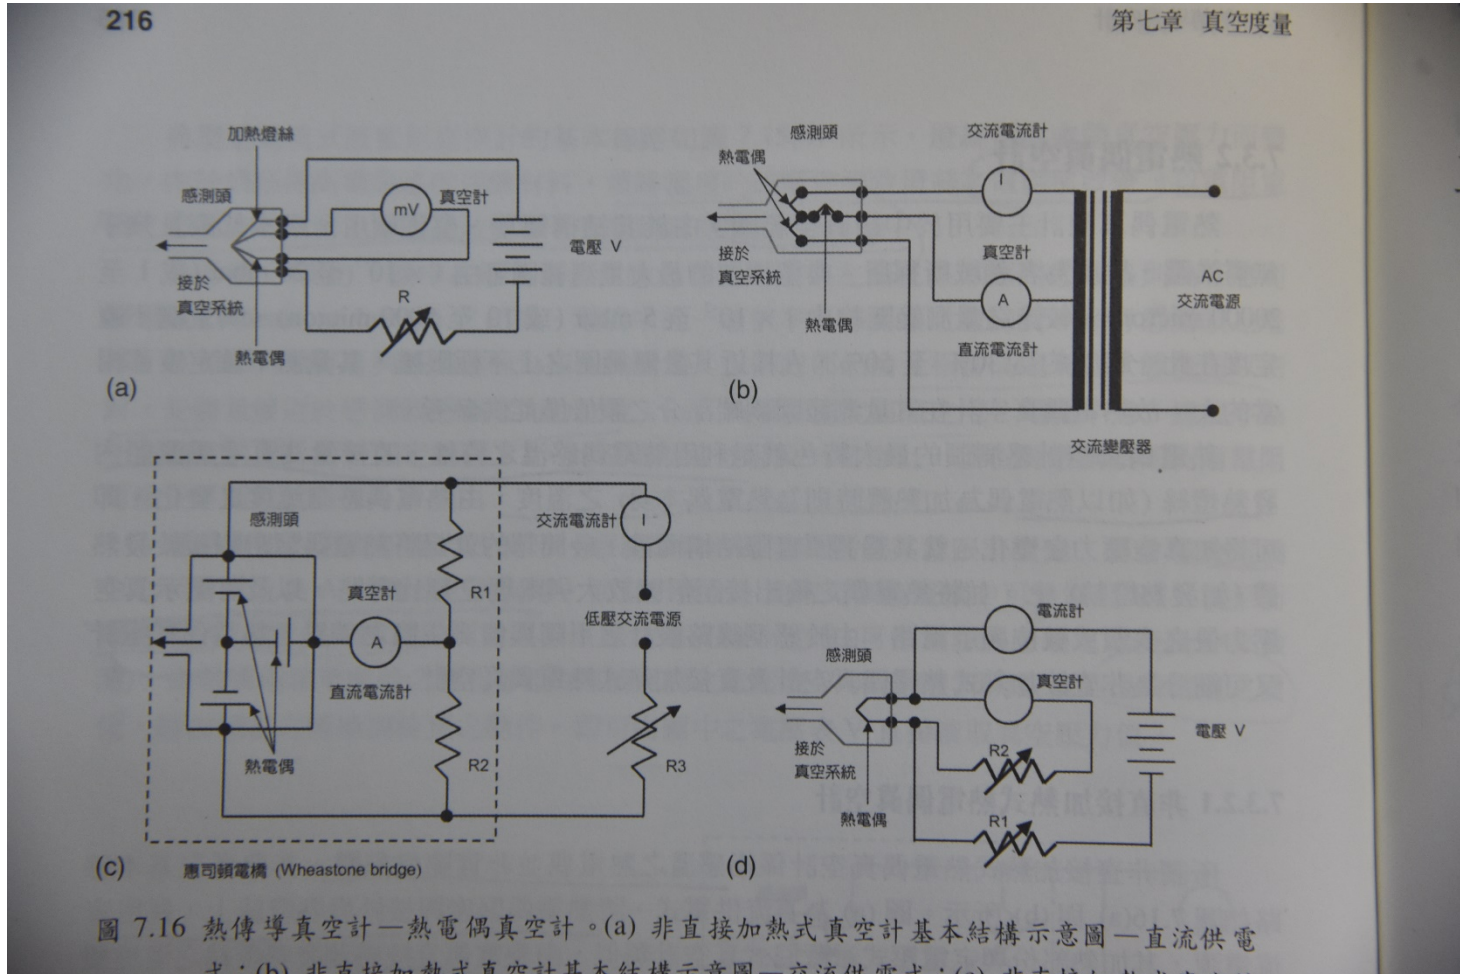 216
第七章 真空度量
加熱燈絲
感測頭
mV
真空計
電壓 V
接於
真空系統
R
熱電偶
(a)
感測頭
交流電流計
熱電偶
I
真空計
接於
真空系統
AC
交流電源
A
熱電偶
直流電流計
(b)
交流變壓器
感測頭
交流電流計
I
真空計
R1
低壓交流電源
A
直流電流計
熱電偶
R2
R3
(c)
惠司頓電橋 (Wheastone bridge)
電流計
感測頭
真空計
電壓 V
接於
真空系統
R2
熱電偶
R1
(d)
圖 7.16 熱傳導真空計—熱電偶真空計。(a) 非直接加熱式真空計基本結構示意圖—直流供電